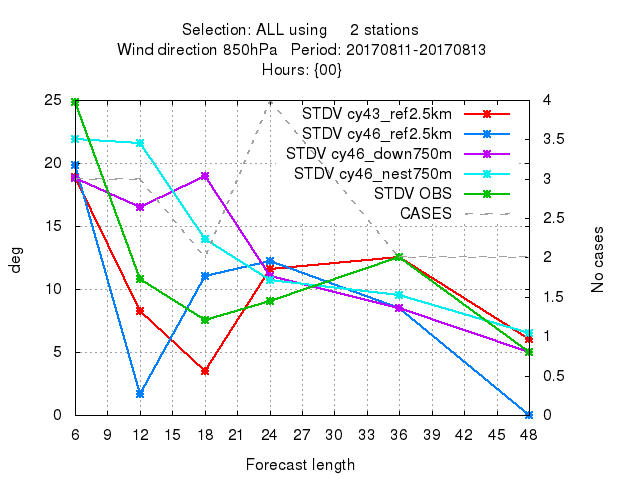 Selection: ALL using     2 stations
Wind direction 850hPa   Period: 20170811-20170813
Hours: {00}
STDV cy43_ref2.5km
STDV cy46_ref2.5km
STDV cy46_down750m
STDV cy46_nest750m
STDV OBS
CASES
deg
25
20
15
10
5
0
No cases
4
3.5
3
2.5
2
1.5
1
0.5
0
6 9 12 15 18 21 24 27 30 33 36 39 42 45 48
Forecast length